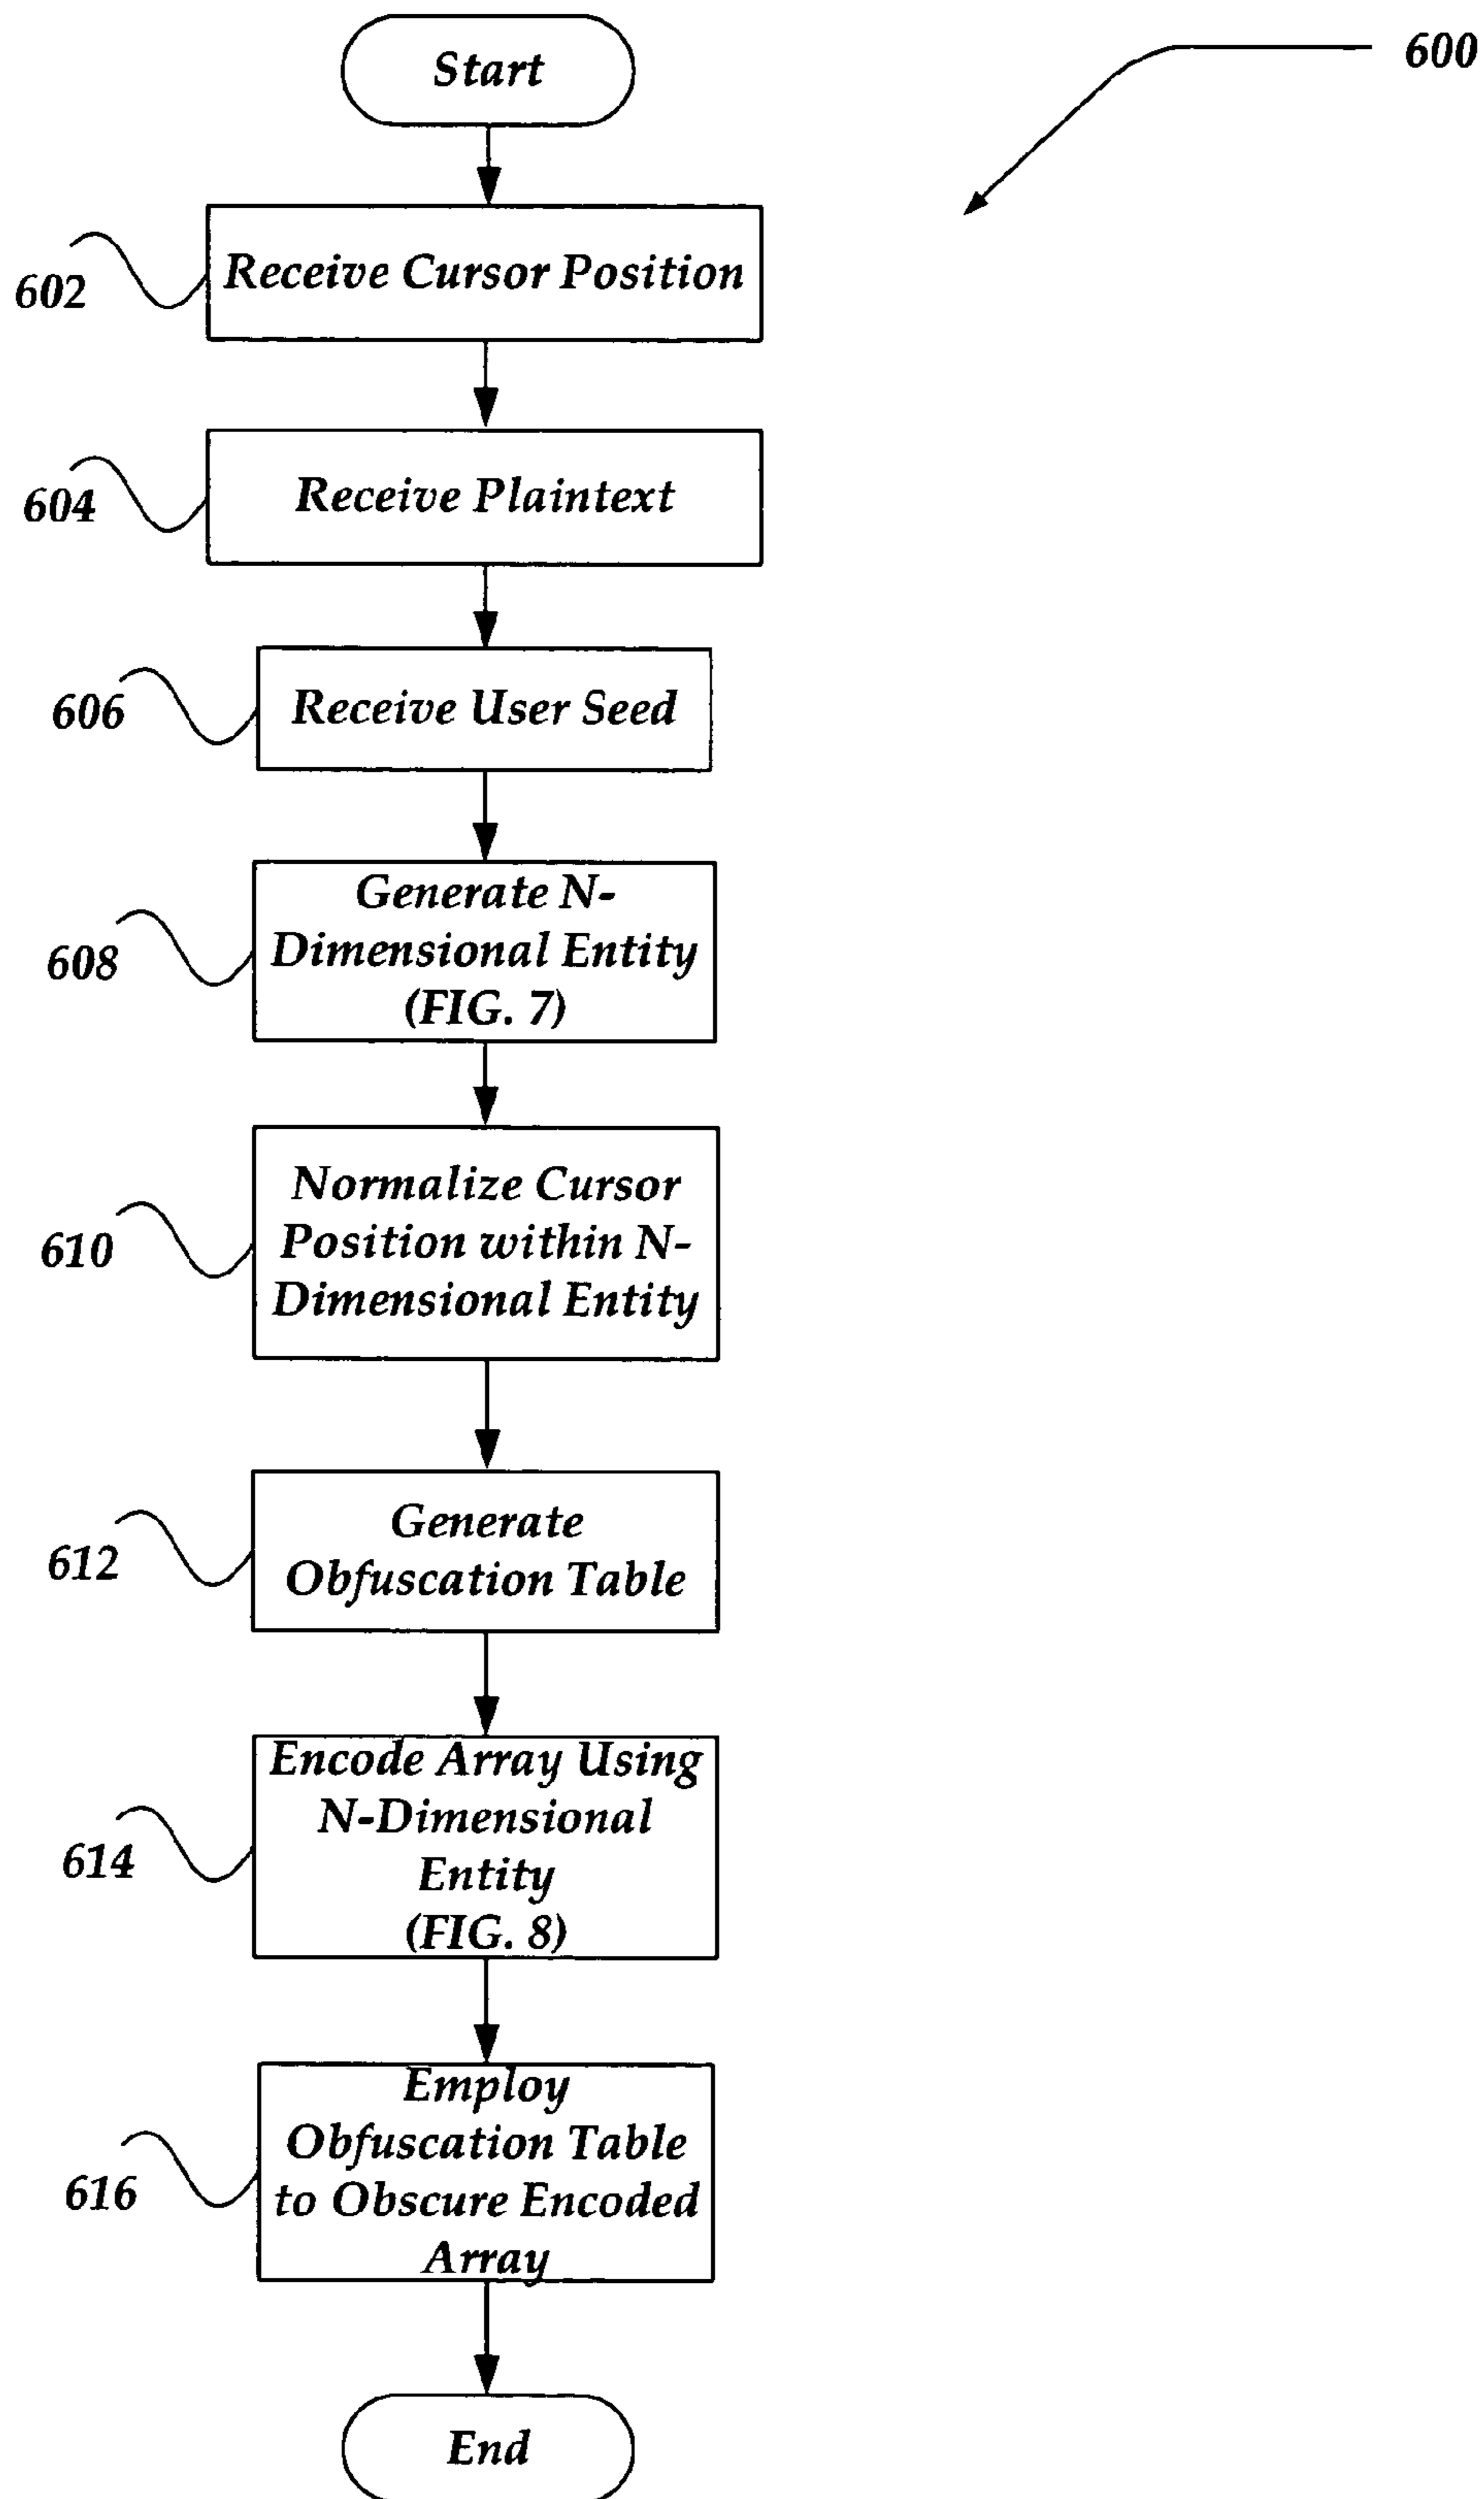 Start
600
Receive Cursor Position
602
Receive Plaintext
604
Receive User Seed
606
Generate N-
Dimensional Entity
(FIG. 7)
608
Normalize Cursor
Position within N-
Dimensional Entity
610
Generate
Obfuscation Table
612
Encode Array Using
N-Dimensional
Entity
(FIG. 8)
614
Employ
Obfuscation Table
to Obscure Encoded
Array
616
End